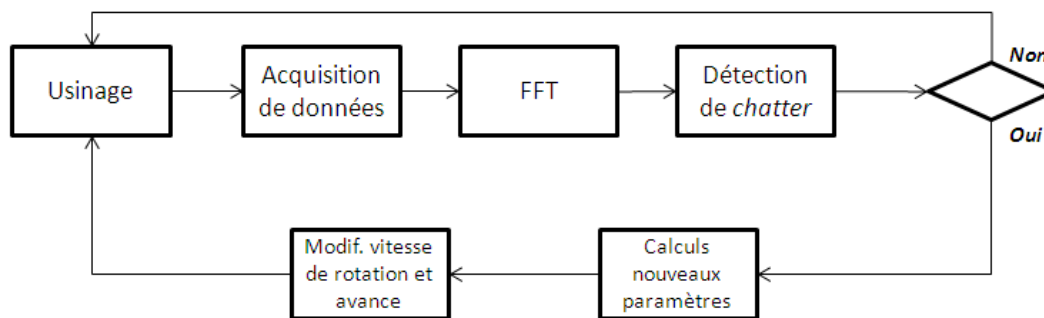 Usinage
Acquisition
de données
FFT
Détection
de chatter
Non
Oui
Modif. vitesse
de rotation et
avance
Calculs
nouveaux
paramètres